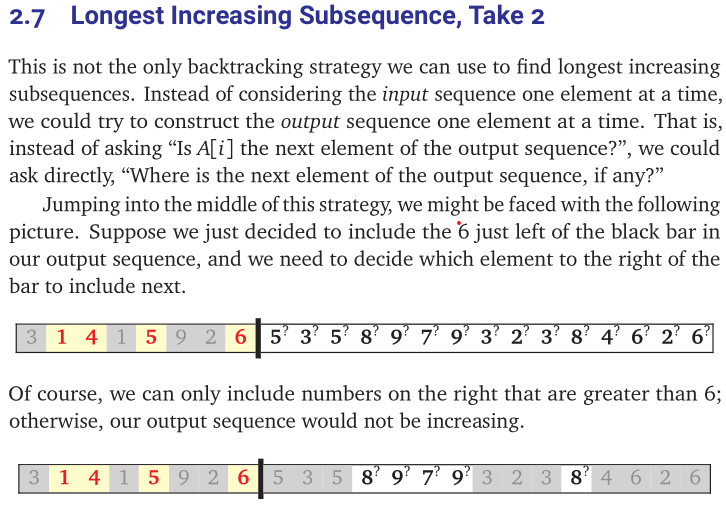 2.7 Longest Increasing Subsequence, Take 2
This is not the only backtracking strategy we can use to find longest increasing
subsequences. Instead of considering the input sequence one element at a time,
we could try to construct the output sequence one element at a time. That is,
instead of asking “Is A[i] the next element of the output sequence?”, we could
ask directly, “Where is the next element of the output sequence, if any?”
Jumping into the middle of this strategy, we might be faced with the following
picture. Suppose we just decided to include the 6 just left of the black bar in
our output sequence, and we need to decide which element to the right of the
bar to include next.
3 1 4 1 5 9 2 6 5? 3? 5? 8? 9? 7? 9? 3? 2? 3? 8? 4? 6? 2? 6?
Of course, we can only include numbers on the right that are greater than 6;
otherwise, our output sequence would not be increasing.
3 1 4 1 5 9 2 6 5 3 5 8? 9? 7? 9? 3 2 3 8? 4 6 2 6